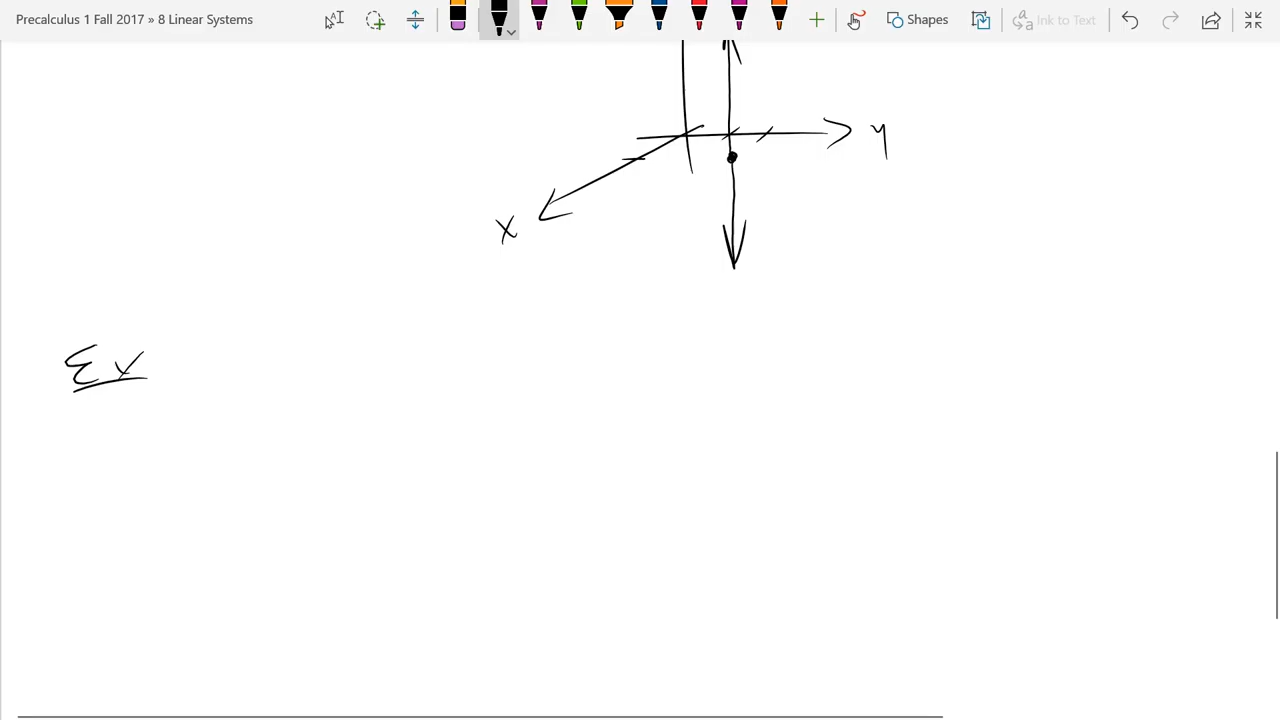 Precalculus 1 Fall 2017 » 8 Linear Systems
Shapes
Ink to Text
y
x
Ex